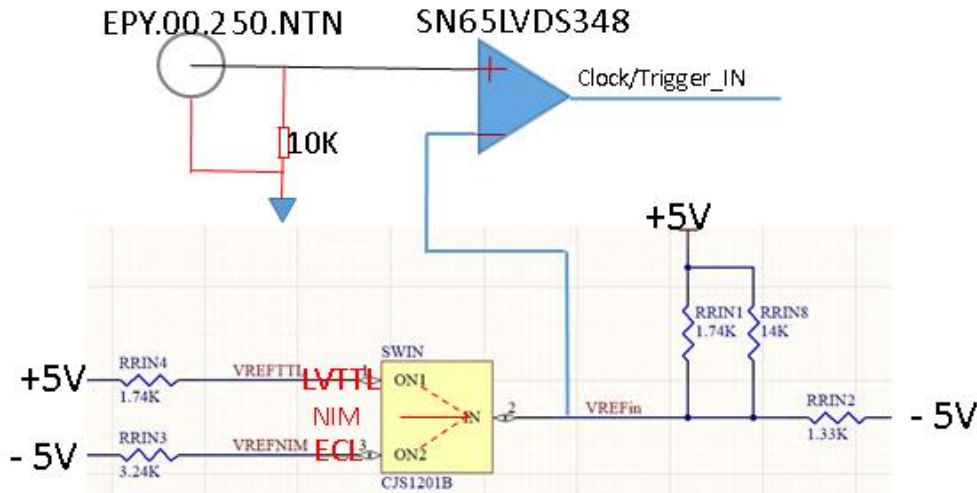 EPY.00.250.NTN
SN65LVDS348
Clock/Trigger_IN
10K
+5V
RRIN1
1.74K
RRIN8
14K
SWIN
RRIN4
VREFTTL
LVTTL
1
ON1
+5V
1.74K
NIM
IN
2
VREFin
RRIN2
- 5V
1.33K
RRIN3
VREFNIM
ECL
3
ON2
- 5V
3.24K
CJS1201B